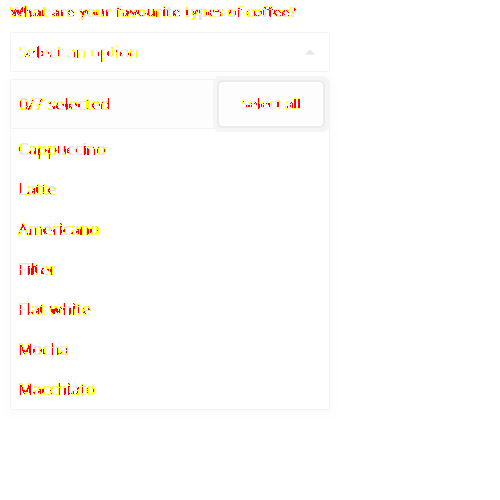 What are your favourite types of coffee?
Select an option
0/7 selected
Select all
Cappuccino
Latte
Americano
Filter
Flat white
Mocha
Macchiato